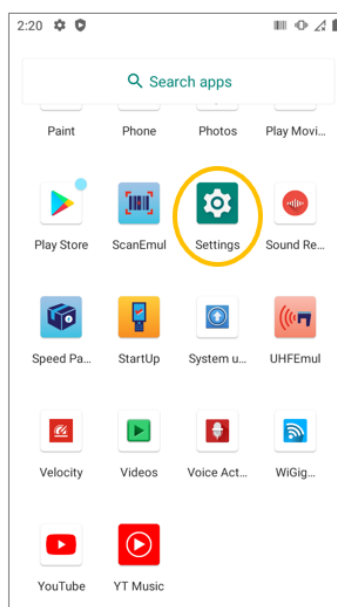 2:20
Search apps
Paint Phone Photos Play Movi...
Play Store ScanEmul Settings Sound Re...
Speed Pa... StartUp System u... UHFEmul
Velocity Videos Voice Act... WiGig...
YouTube YT Music